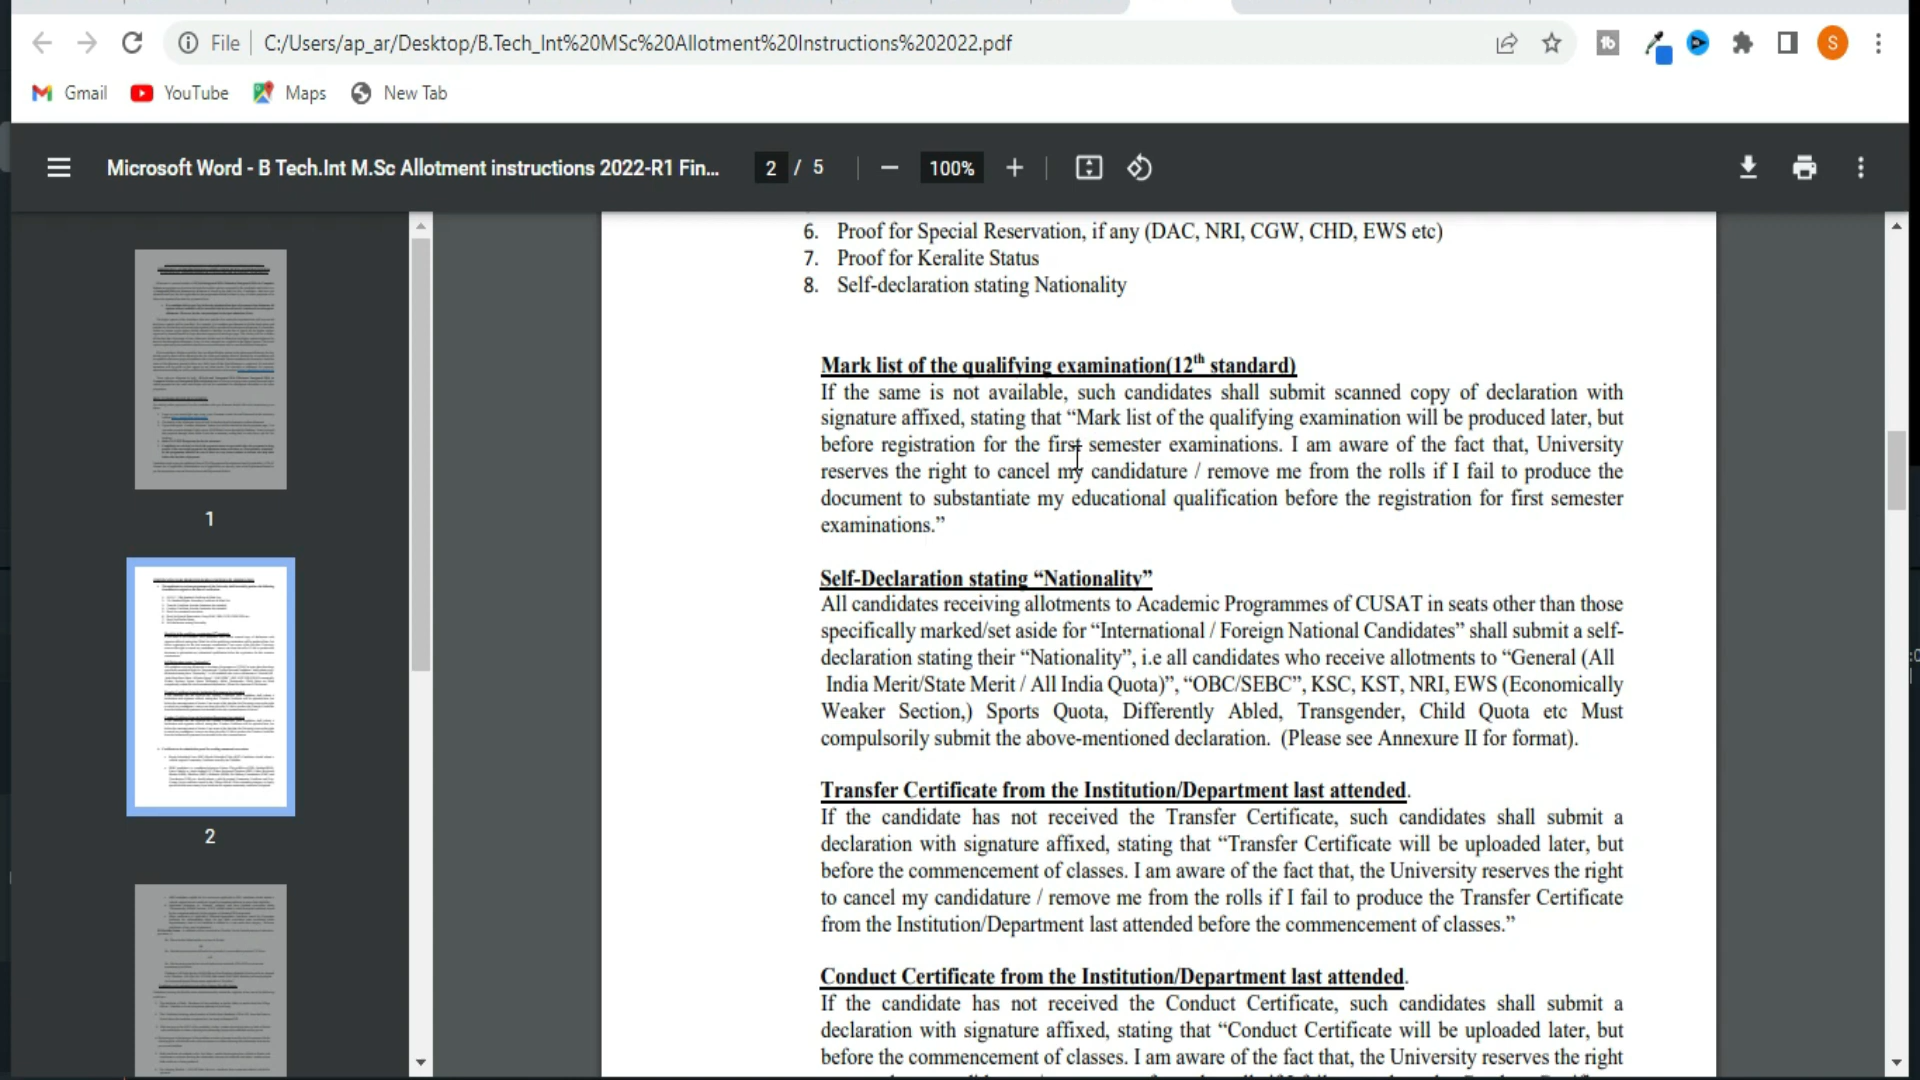 File C:/Users/ap_ar/Desktop/B.Tech_Int%20MSc%20Allotment%20Instructions%202022.pdf
S
Gmail YouTube Maps New Tab
Microsoft Word - B Tech.Int M.Sc Allotment instructions 2022-R1 Fin... 2 / 5 100%
6. Proof for Special Reservation, if any (DAC, NRI, CGW, CHD, EWS etc)
7. Proof for Keralite Status
8. Self-declaration stating Nationality
Mark list of the qualifying examination(12th standard)
If the same is not available, such candidates shall submit scanned copy of declaration with
signature affixed, stating that “Mark list of the qualifying examination will be produced later, but
before registration for the first semester examinations. I am aware of the fact that, University
reserves the right to cancel my candidature / remove me from the rolls if I fail to produce the
document to substantiate my educational qualification before the registration for first semester
examinations.”
Self-Declaration stating “Nationality”
All candidates receiving allotments to Academic Programmes of CUSAT in seats other than those
specifically marked/set aside for “International / Foreign National Candidates” shall submit a self-
declaration stating their “Nationality”, i.e all candidates who receive allotments to “General (All
India Merit/State Merit / All India Quota)”, “OBC/SEBC”, KSC, KST, NRI, EWS (Economically
Weaker Section,) Sports Quota, Differently Abled, Transgender, Child Quota etc Must
compulsorily submit the above-mentioned declaration. (Please see Annexure II for format).
Transfer Certificate from the Institution/Department last attended.
If the candidate has not received the Transfer Certificate, such candidates shall submit a
declaration with signature affixed, stating that “Transfer Certificate will be uploaded later, but
before the commencement of classes. I am aware of the fact that, the University reserves the right
to cancel my candidature / remove me from the rolls if I fail to produce the Transfer Certificate
from the Institution/Department last attended before the commencement of classes.”
Conduct Certificate from the Institution/Department last attended.
If the candidate has not received the Conduct Certificate, such candidates shall submit a
declaration with signature affixed, stating that “Conduct Certificate will be uploaded later, but
before the commencement of classes. I am aware of the fact that, the University reserves the right
1
2